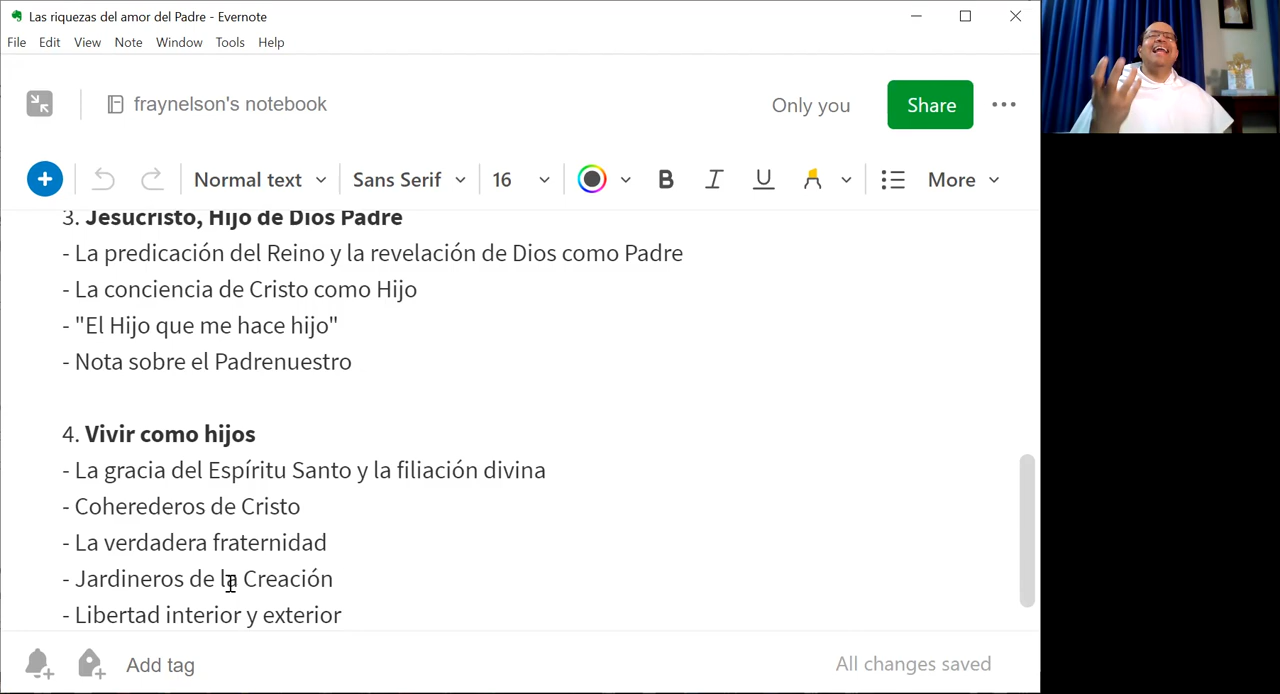 Las riquezas del amor del Padre - Evernote
File Edit View Note Window Tools Help
fraynelson's notebook
Only you
Share
Normal text
Sans Serif
16
B I U
More
3. Jesucristo, Hijo de Dios Padre
- La predicación del Reino y la revelación de Dios como Padre
- La conciencia de Cristo como Hijo
- "El Hijo que me hace hijo"
- Nota sobre el Padrenuestro
4. Vivir como hijos
- La gracia del Espíritu Santo y la filiación divina
- Coherederos de Cristo
- La verdadera fraternidad
- Jardineros de la Creación
- Libertad interior y exterior
Add tag
All changes saved